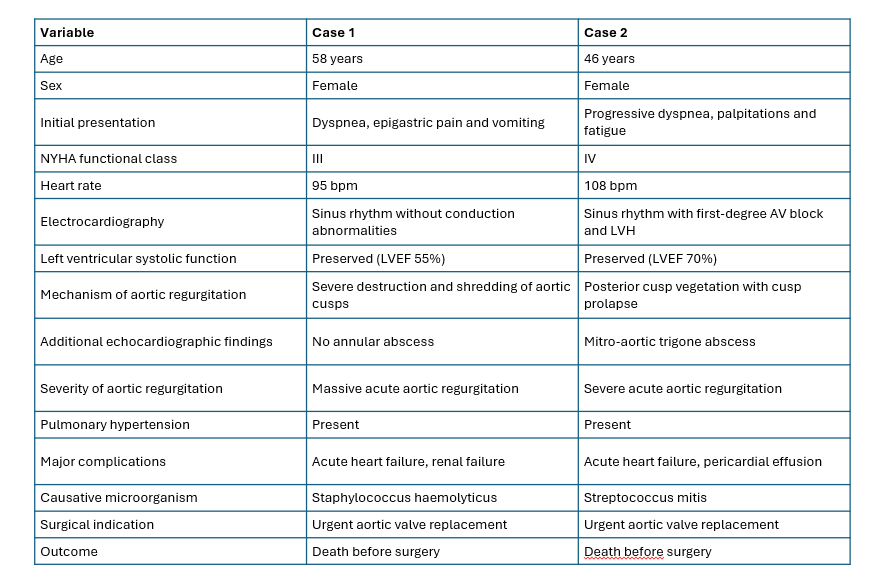 Variable Case 1 Case 2
Age 58 years 46 years
Sex Female Female
Initial presentation Dyspnea, epigastric pain and vomiting Progressive dyspnea, palpitations and
fatigue
NYHA functional class III IV
Heart rate 95 bpm 108 bpm
Electrocardiography Sinus rhythm without conduction
abnormalities Sinus rhythm with first-degree AV block
and LVH
Left ventricular systolic function Preserved (LVEF 55%) Preserved (LVEF 70%)
Mechanism of aortic regurgitation Severe destruction and shredding of aortic
cusps Posterior cusp vegetation with cusp
prolapse
Additional echocardiographic findings No annular abscess Mitro-aortic trigone abscess
Severity of aortic regurgitation Massive acute aortic regurgitation Severe acute aortic regurgitation
Pulmonary hypertension Present Present
Major complications Acute heart failure, renal failure Acute heart failure, pericardial effusion
Causative microorganism Staphylococcus haemolyticus Streptococcus mitis
Surgical indication Urgent aortic valve replacement Urgent aortic valve replacement
Outcome Death before surgery Death before surgery